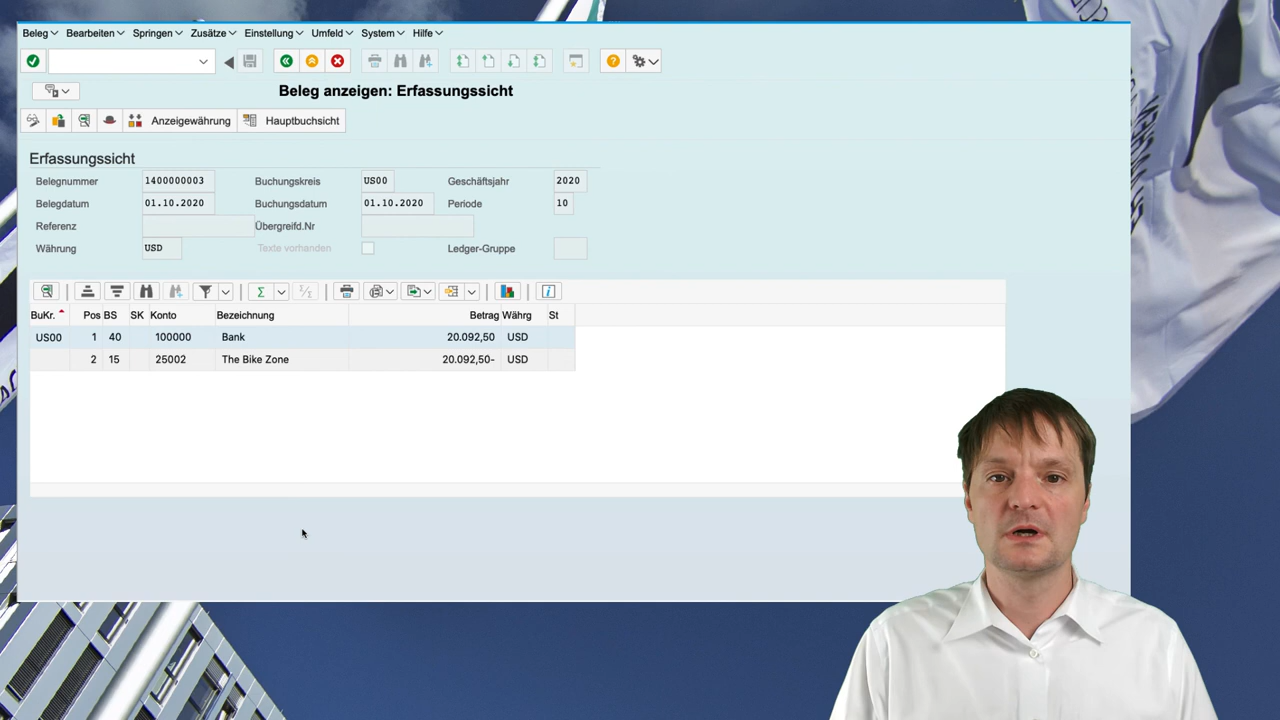 Beleg Bearbeiten Springen Zusätze Einstellung Umfeld System Hilfe
Beleg anzeigen: Erfassungssicht
Anzeigewährung Hauptbuchsicht
Erfassungssicht
Belegnummer 1400000003 Buchungskreis US00 Geschäftsjahr 2020
Belegdatum 01.10.2020 Buchungsdatum 01.10.2020 Periode 10
Referenz Übergreifd.Nr
Währung USD Texte vorhanden Ledger-Gruppe
BuKr. Pos BS SK Konto Bezeichnung Betrag Währg St
US00 1 40 100000 Bank 20.092,50 USD
2 15 25002 The Bike Zone 20.092,50- USD